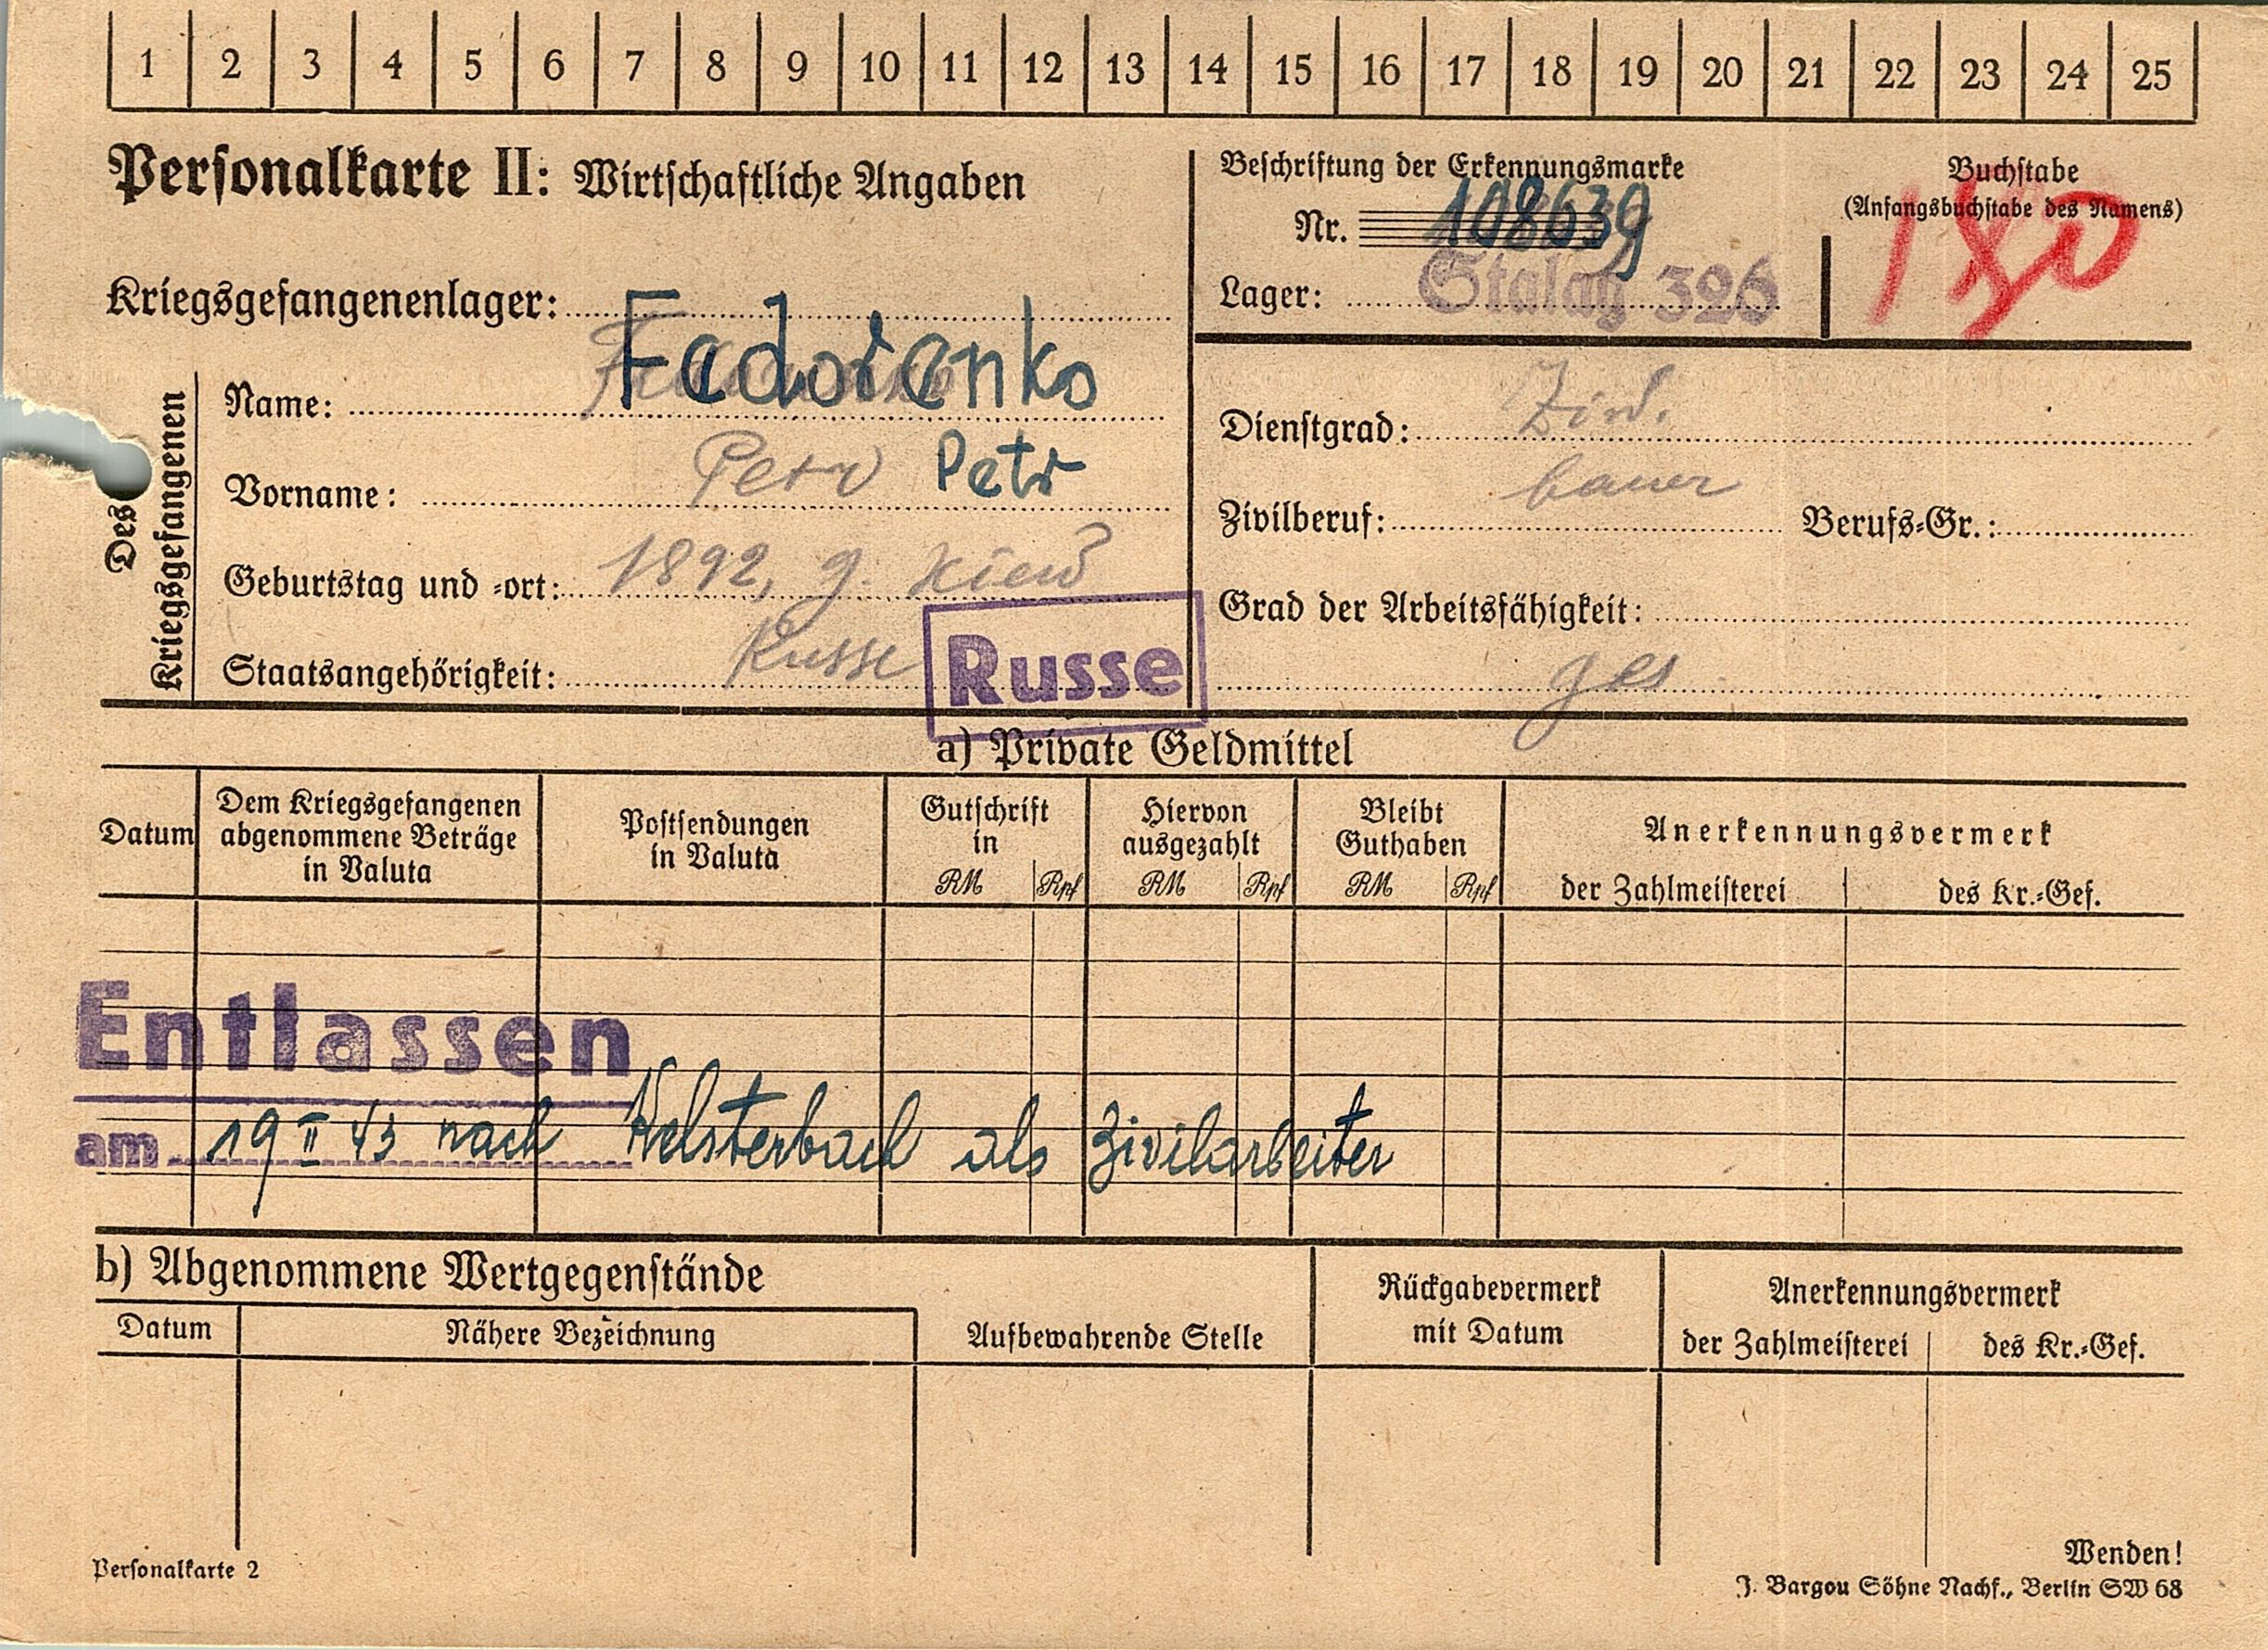 1 2 3 4 5 6 7 8 9 10 11 12 13 14 15 16 17 18 19 20 21 22 23 24 25
Personalkarte II: Wirtschaftliche Angaben
Beschriftung der Erkennungsmarke
Nr. 108639
Lager: Stalag 326
Buchstabe
(Anfangsbuchstabe des Namens)
Kriegsgefangenenlager:
Des Kriegsgefangenen
Name: Fedorenko
Vorname: Petr Petr
Geburtstag und -ort: 1892, g. Kiew
Staatsangehörigkeit: Russe Russe
Dienstgrad: Ziv.
Zivilberuf: bauer Berufs-Gr.:
Grad der Arbeitsfähigkeit:
ges
a) Private Geldmittel
Datum
Dem Kriegsgefangenen
abgenommene Beträge
in Valuta
Postsendungen
in Valuta
Gutschrift
in
RM Rpf
Hiervon
ausgezahlt
RM Rpf
Bleibt
Guthaben
RM Rpf
Anerkennungsvermerk
der Zahlmeisterei des Kr.-Gef.
Entlassen
am 19 II 43 nach Kelsterbach als Zivilarbeiter
b) Abgenommene Wertgegenstände
Datum Nähere Bezeichnung
Aufbewahrende Stelle
Rückgabevermerk
mit Datum
Anerkennungsvermerk
der Zahlmeisterei des Kr.-Gef.
Personalkarte 2
Wenden!
J. Bargou Söhne Nachf., Berlin SW 68